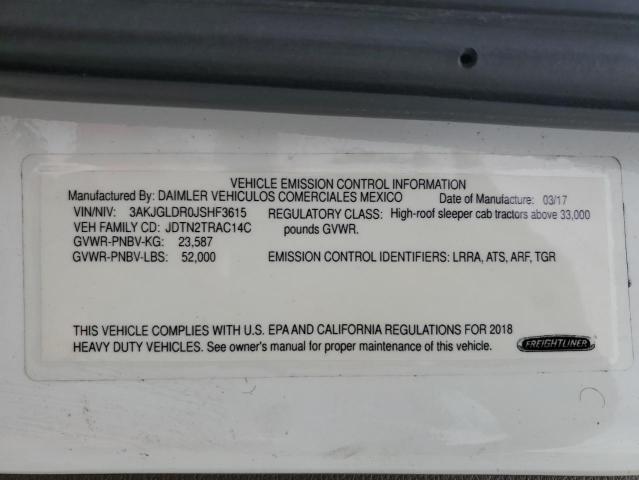 VEHICLE EMISSION CONTROL INFORMATION
Manufactured By: DAIMLER VEHICULOS COMERCIALES MEXICO Date of Manufacture: 03/17
VIN/NIV: 3AKJGLDR0JSHF3615 REGULATORY CLASS: High-roof sleeper cab tractors above 33,000
VEH FAMILY CD: JDTN2TRAC14C pounds GVWR.
GVWR-PNBV-KG: 23,587
GVWR-PNBV-LBS: 52,000 EMISSION CONTROL IDENTIFIERS: LRRA, ATS, ARF, TGR
THIS VEHICLE COMPLIES WITH U.S. EPA AND CALIFORNIA REGULATIONS FOR 2018
HEAVY DUTY VEHICLES. See owner's manual for proper maintenance of this vehicle.
FREIGHTLINER